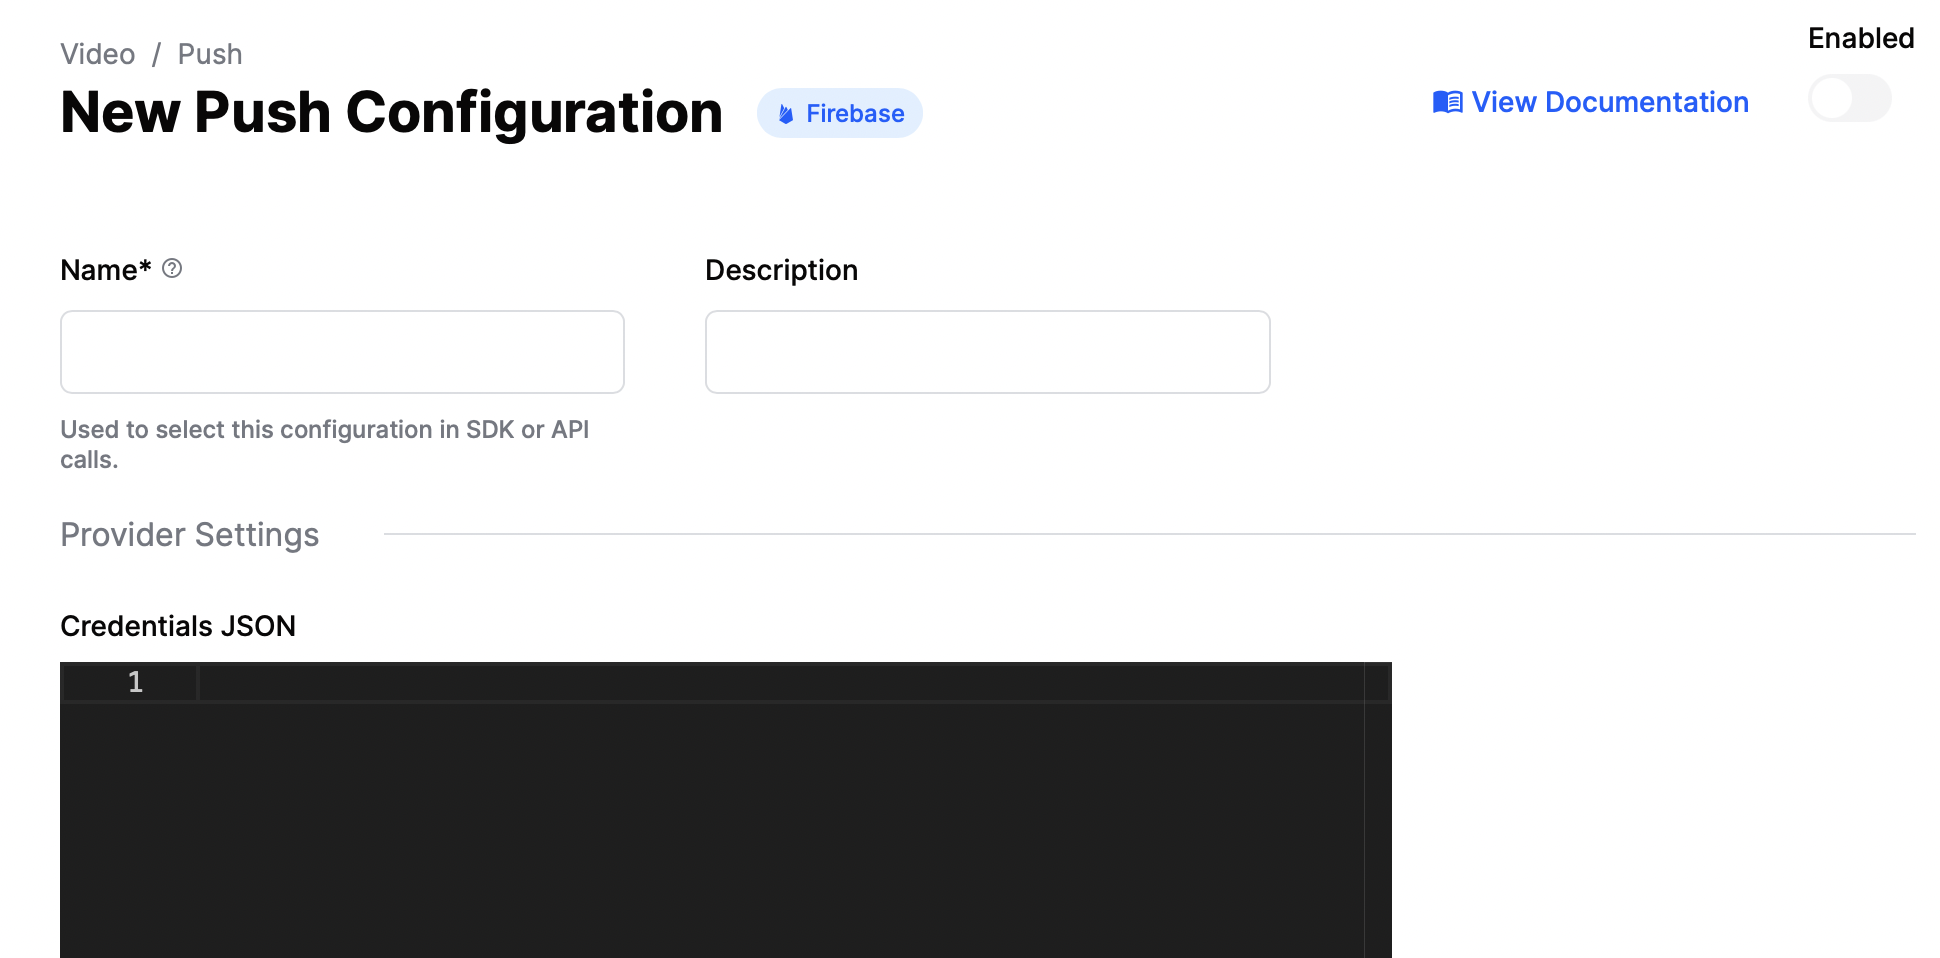 Video / Push
New Push Configuration
Firebase
View Documentation
Enabled
Name*
Description
Used to select this configuration in SDK or API
calls.
Provider Settings
Credentials JSON
1